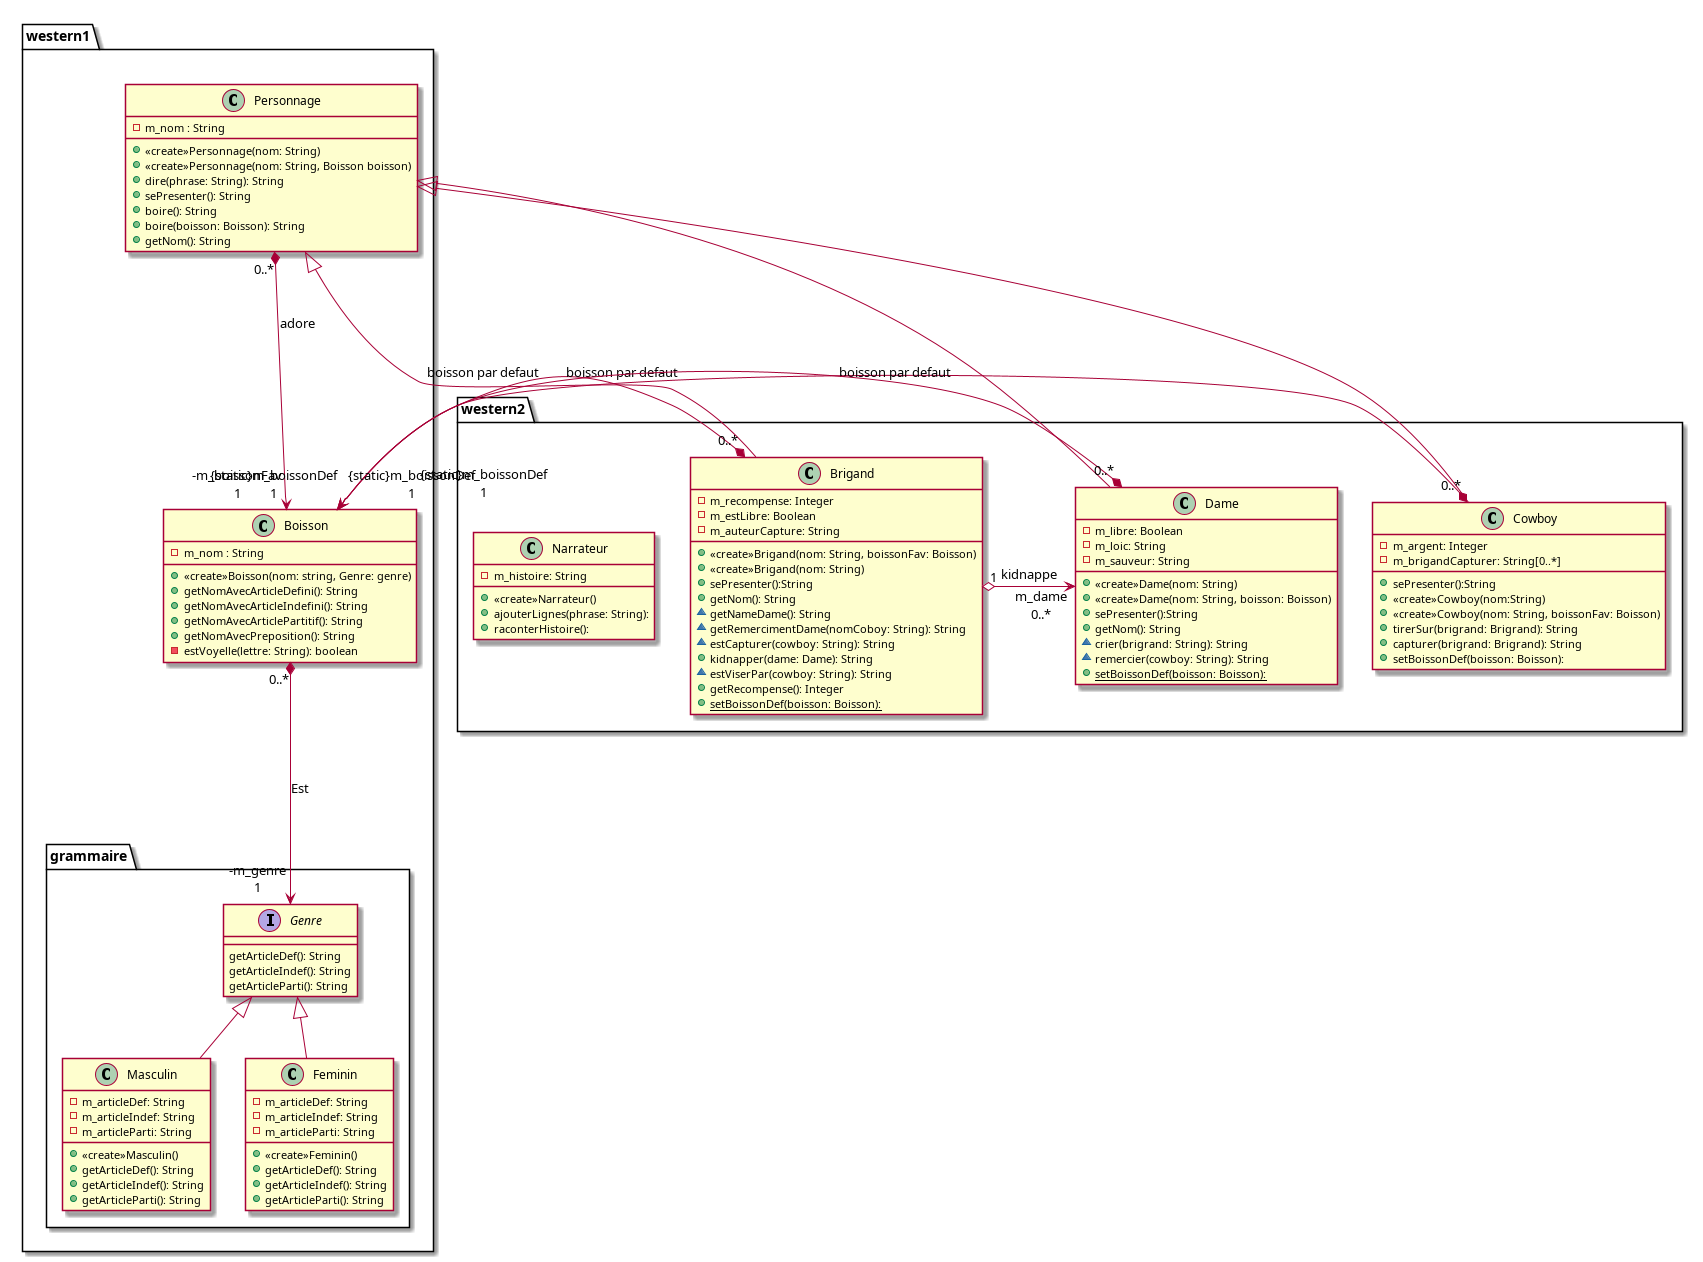 western1
Personnage
m_nom : String
«create»Personnage(nom: String)
«create»Personnage(nom: String, Boisson boisson)
dire(phrase: String): String
sePresenter(): String
boire(): String
boire(boisson: Boisson): String
getNom(): String
0..*
adore
boisson par defaut
boisson par defaut
boisson par defaut
-m_boissonFav
1
{static}m_boissonDef
1
{static}m_boissonDef
1
{static}m_boissonDef
1
Boisson
m_nom : String
«create»Boisson(nom: string, Genre: genre)
getNomAvecArticleDefini(): String
getNomAvecArticleIndefini(): String
getNomAvecArticlePartitif(): String
getNomAvecPreposition(): String
estVoyelle(lettre: String): boolean
0..*
Est
grammaire
-m_genre
1
Genre
getArticleDef(): String
getArticleIndef(): String
getArticleParti(): String
Masculin
m_articleDef: String
m_articleIndef: String
m_articleParti: String
«create»Masculin()
getArticleDef(): String
getArticleIndef(): String
getArticleParti(): String
Feminin
m_articleDef: String
m_articleIndef: String
m_articleParti: String
«create»Feminin()
getArticleDef(): String
getArticleIndef(): String
getArticleParti(): String
western2
Narrateur
m_histoire: String
«create»Narrateur()
ajouterLignes(phrase: String):
raconterHistoire():
0..*
Brigand
m_recompense: Integer
m_estLibre: Boolean
m_auteurCapture: String
«create»Brigand(nom: String, boissonFav: Boisson)
«create»Brigand(nom: String)
sePresenter():String
getNom(): String
getNameDame(): String
getRemercimentDame(nomCoboy: String): String
estCapturer(cowboy: String): String
kidnapper(dame: Dame): String
estViserPar(cowboy: String): String
getRecompense(): Integer
setBoissonDef(boisson: Boisson):
1
kidnappe
m_dame
0..*
0..*
Dame
m_libre: Boolean
m_loic: String
m_sauveur: String
«create»Dame(nom: String)
«create»Dame(nom: String, boisson: Boisson)
sePresenter():String
getNom(): String
crier(brigrand: String): String
remercier(cowboy: String): String
setBoissonDef(boisson: Boisson):
0..*
Cowboy
m_argent: Integer
m_brigandCapturer: String[0..*]
sePresenter():String
«create»Cowboy(nom:String)
«create»Cowboy(nom: String, boissonFav: Boisson)
tirerSur(brigrand: Brigrand): String
capturer(brigrand: Brigrand): String
setBoissonDef(boisson: Boisson):